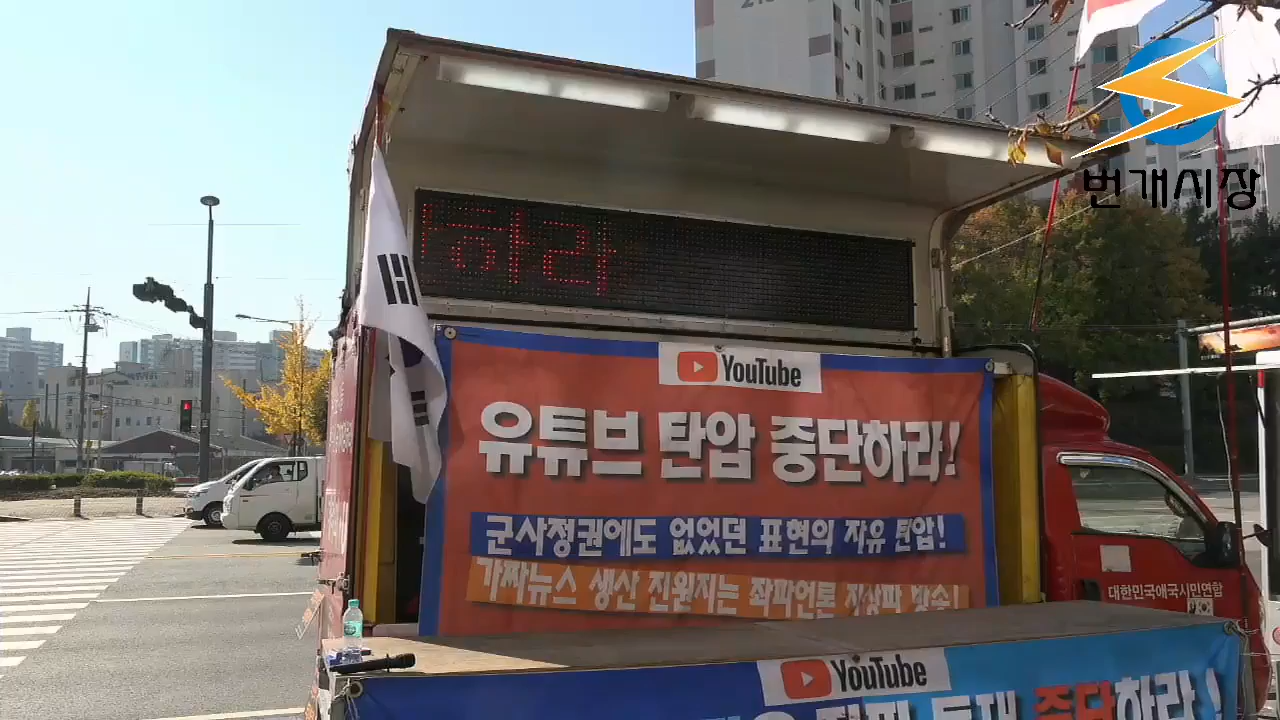 번개시장
하라
YouTube
유튜브 탄압 중단하라!
군사정권에도 없었던 표현의 자유 탄압!
가짜뉴스 생산 진원지는 좌파언론 지상파 방송!
대한민국애국시민연합
YouTube
중단하라!